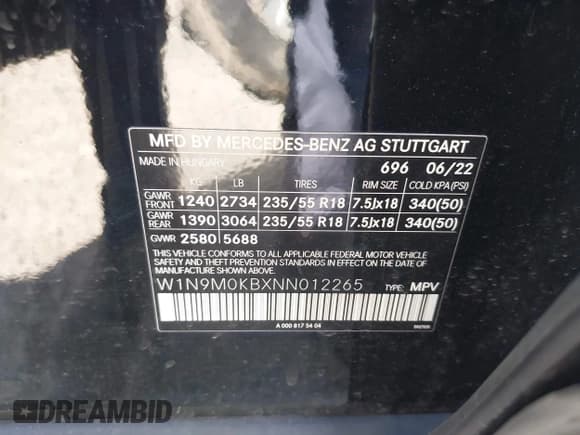 MFD BY MERCEDES-BENZ AG STUTTGART
MADE IN HUNGARY 696 06/22
KG LB TIRES RIM SIZE COLD KPA (PSI)
GAWR FRONT 1240 2734 235/55 R18 7.5Jx18 340(50)
GAWR REAR 1390 3064 235/55 R18 7.5Jx18 340(50)
GVWR 2580 5688
THIS VEHICLE CONFORMS TO ALL APPLICABLE FEDERAL MOTOR VEHICLE
SAFETY AND THEFT PREVENTION STANDARDS IN EFFECT ON THE DATE
OF MANUFACTURE SHOWN ABOVE.
W1N9M0KBXNN012265 TYPE: MPV
A 000 817 54 04
DREAMBID